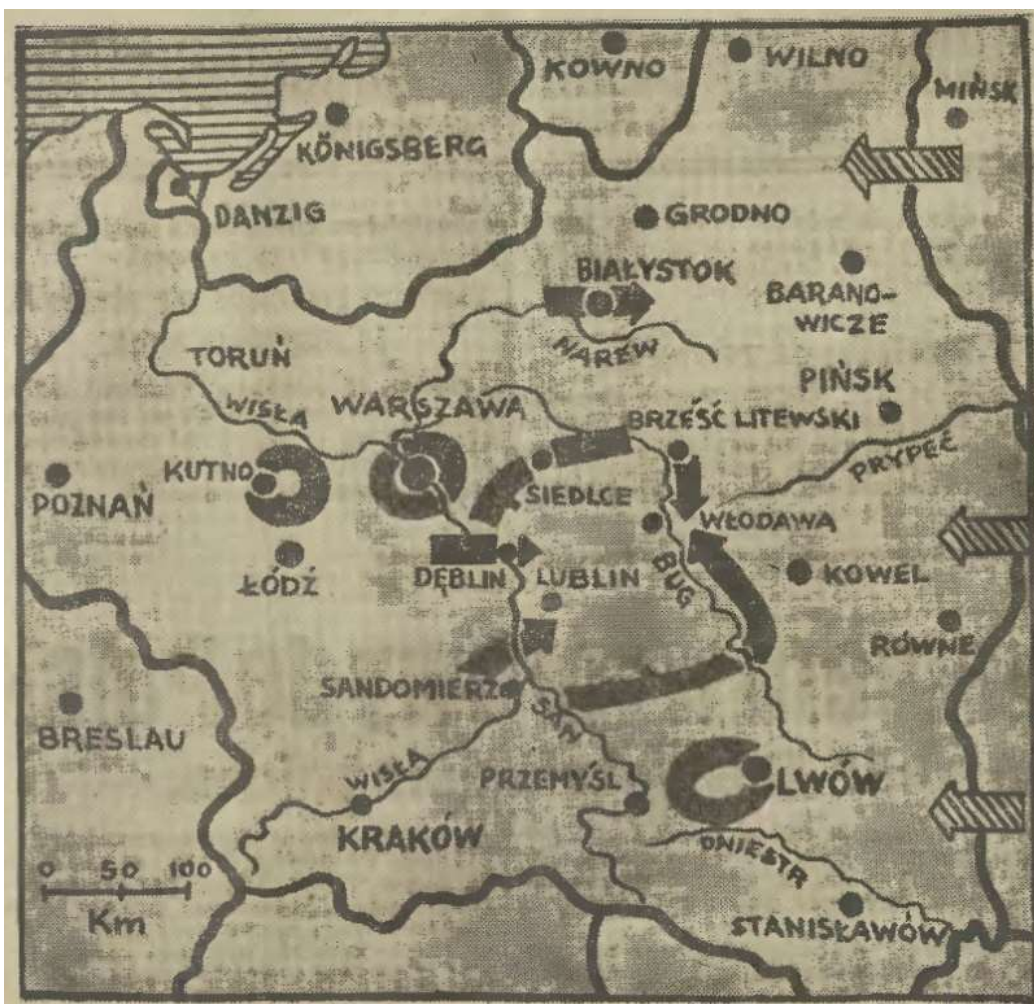 KOWNO
WILNO
MIŃSK
KÖNIGSBERG
DANZIG
GRODNO
BIAŁYSTOK
BARANO-
WICZE
NAREW
TORUŃ
PIŃSK
WISŁA
WARSZAWA
BRZEŚĆ LITEWSKI
PRYPEĆ
KUTNO
POZNAŃ
SIEDLCE
WŁODAWA
ŁÓDŹ
DĘBLIN
LUBLIN
BUG
KOWEL
RÓWNE
SANDOMIERZ
SAN
BRESLAU
WISŁA
PRZEMYŚL
LWÓW
KRAKÓW
DNIESTR
0 50 100
Km
STANISŁAWÓW